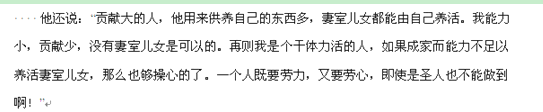 他还说："贡献大的人，他用来供养自己的东西多，妻室儿女都能由自己养活。我能力
小，贡献少，没有妻室儿女是可以的。再则我是个干体力活的人，如果成家而能力不足以
养活妻室儿女，那么也够操心的了。一个人既要劳力，又要劳心，即使是圣人也不能做到
啊！"